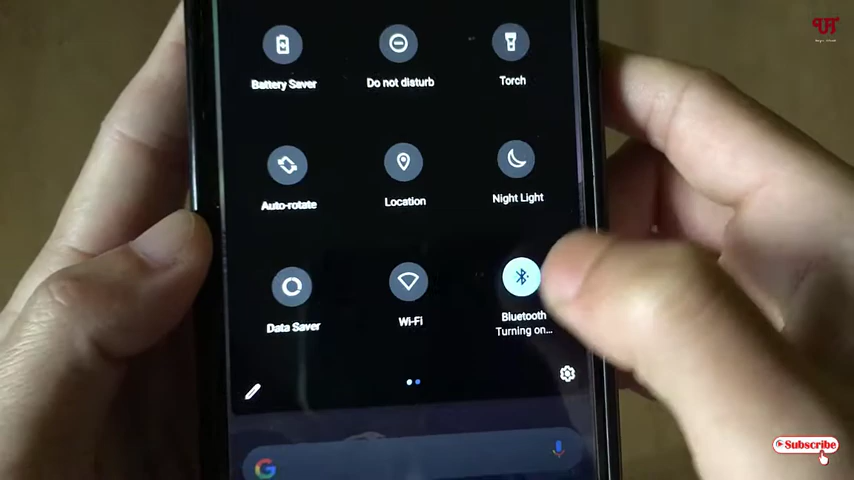 UT
Battery Saver
Do not disturb
Torch
Auto-rotate
Location
Night Light
Data Saver
Wi-Fi
Bluetooth
Turning on...
G
Subscribe